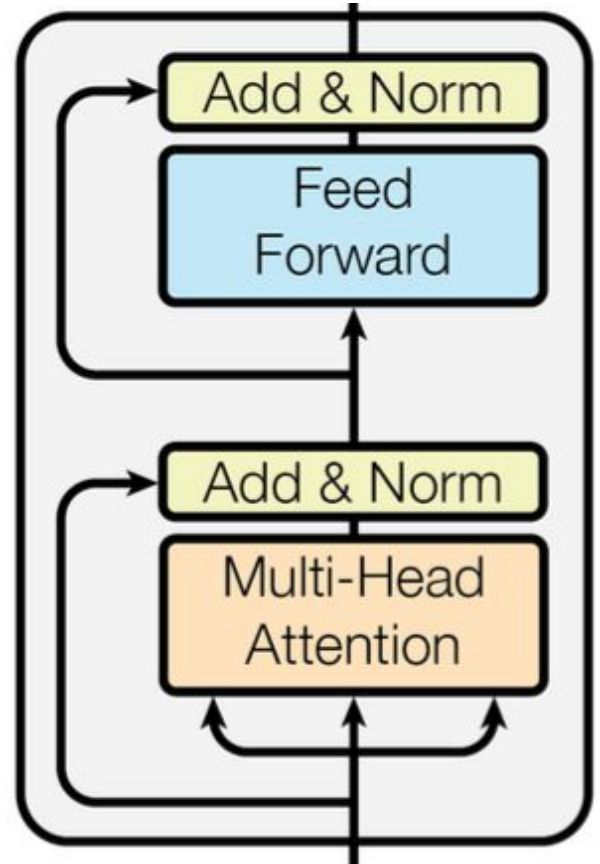 Add & Norm
Feed
Forward
Add & Norm
Multi-Head
Attention